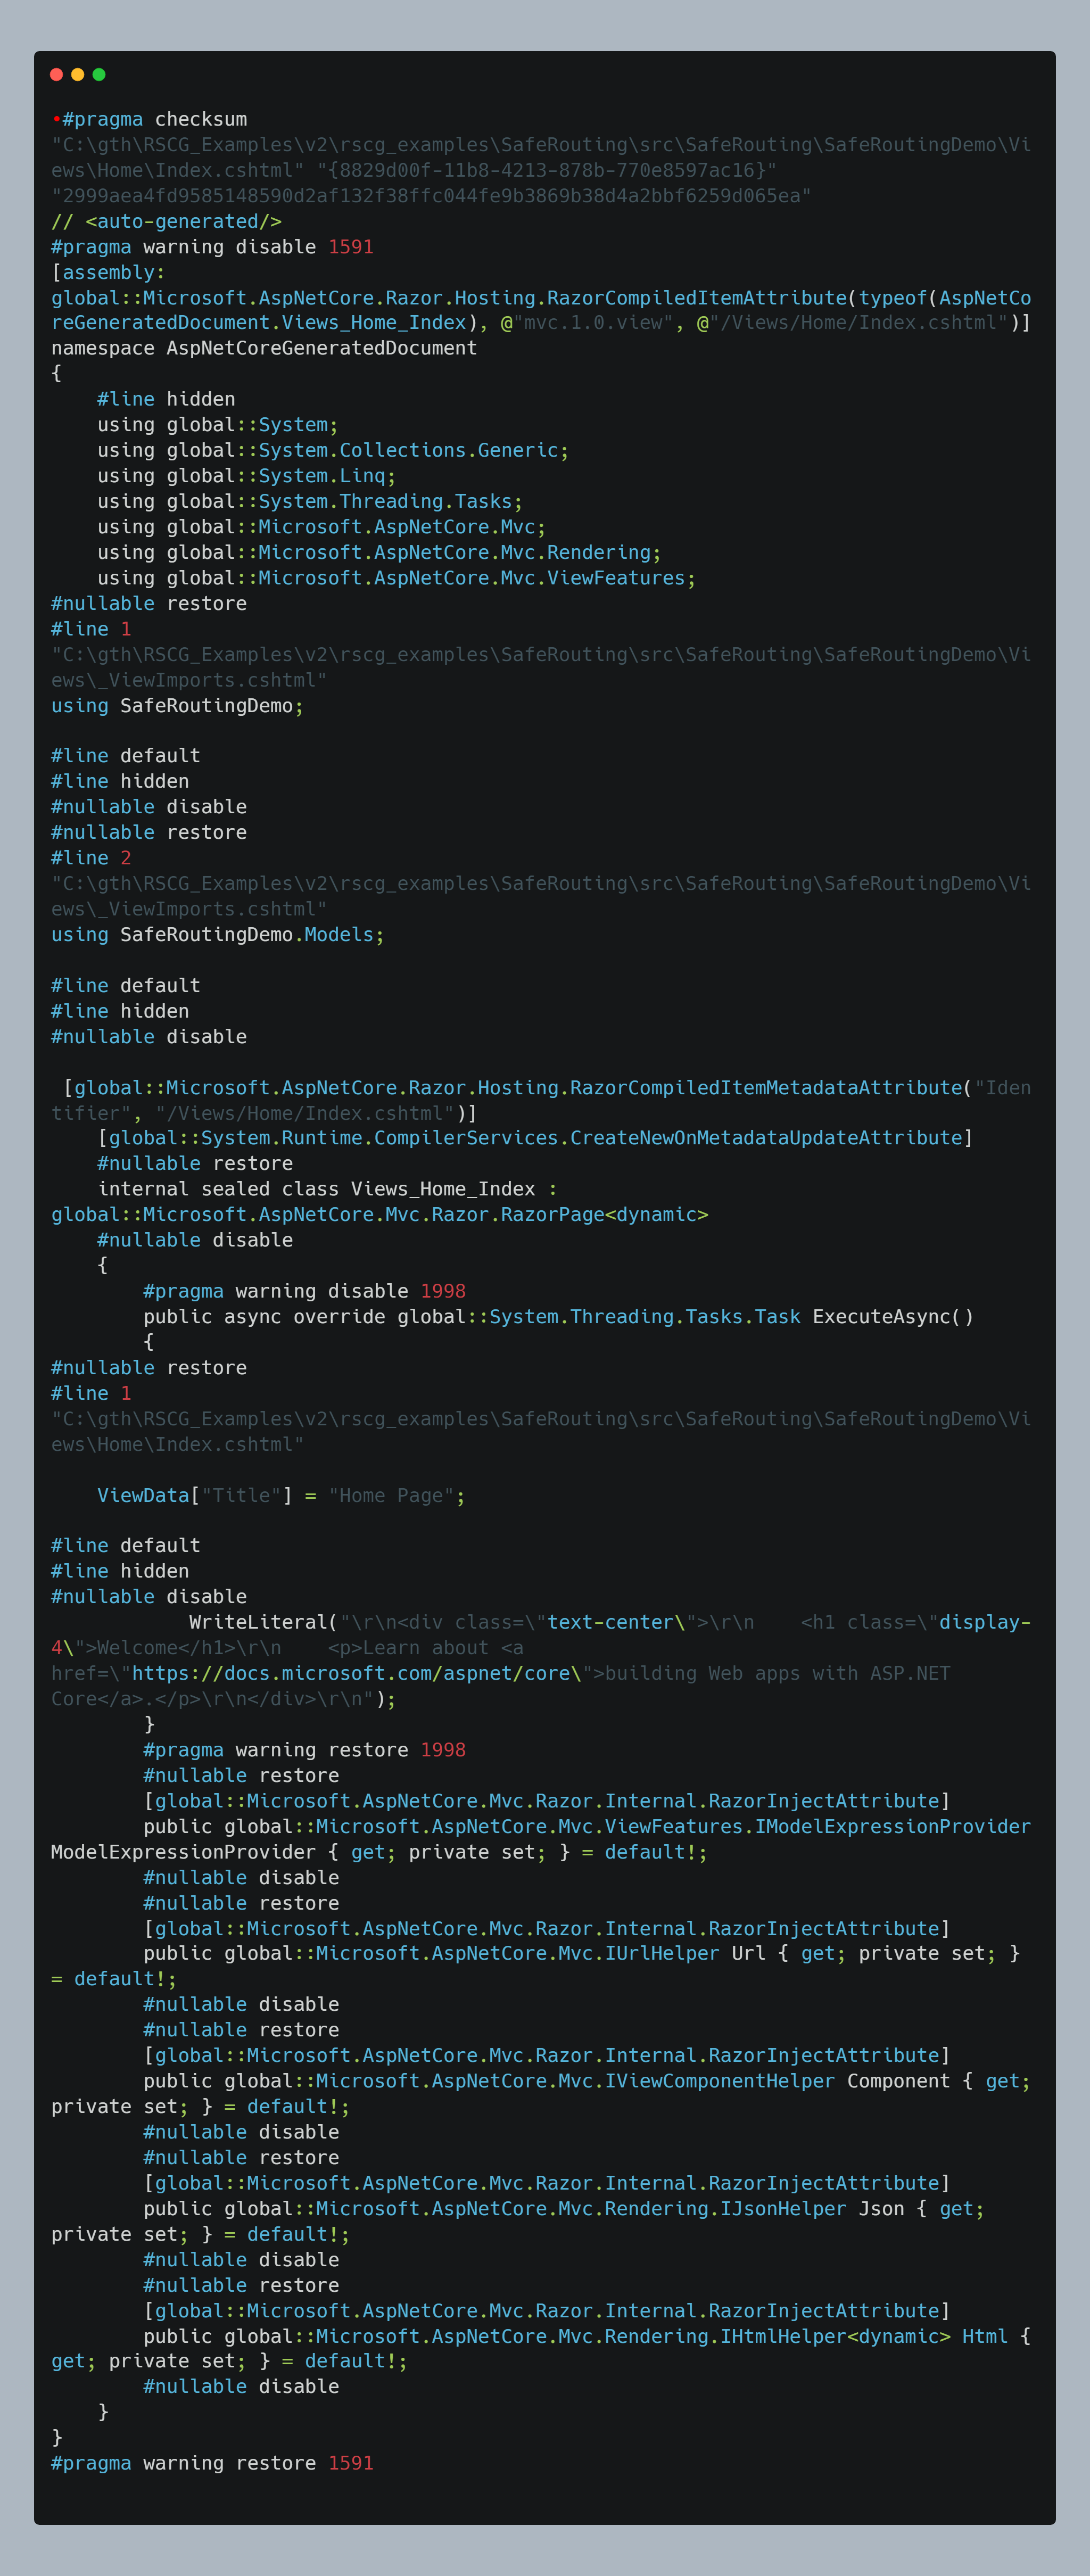 •#pragma checksum
"C:\gth\RSCG_Examples\v2\rscg_examples\SafeRouting\src\SafeRouting\SafeRoutingDemo\Vi
ews\Home\Index.cshtml" "{8829d00f-11b8-4213-878b-770e8597ac16}"
"2999aea4fd9585148590d2af132f38ffc044fe9b3869b38d4a2bbf6259d065ea"
// <auto-generated/>
#pragma warning disable 1591
[assembly:
global::Microsoft.AspNetCore.Razor.Hosting.RazorCompiledItemAttribute(typeof(AspNetCo
reGeneratedDocument.Views_Home_Index), @"mvc.1.0.view", @"/Views/Home/Index.cshtml")]
namespace AspNetCoreGeneratedDocument
{
    #line hidden
    using global::System;
    using global::System.Collections.Generic;
    using global::System.Linq;
    using global::System.Threading.Tasks;
    using global::Microsoft.AspNetCore.Mvc;
    using global::Microsoft.AspNetCore.Mvc.Rendering;
    using global::Microsoft.AspNetCore.Mvc.ViewFeatures;
#nullable restore
#line 1
"C:\gth\RSCG_Examples\v2\rscg_examples\SafeRouting\src\SafeRouting\SafeRoutingDemo\Vi
ews\_ViewImports.cshtml"
using SafeRoutingDemo;

#line default
#line hidden
#nullable disable
#nullable restore
#line 2
"C:\gth\RSCG_Examples\v2\rscg_examples\SafeRouting\src\SafeRouting\SafeRoutingDemo\Vi
ews\_ViewImports.cshtml"
using SafeRoutingDemo.Models;

#line default
#line hidden
#nullable disable

 [global::Microsoft.AspNetCore.Razor.Hosting.RazorCompiledItemMetadataAttribute("Iden
tifier", "/Views/Home/Index.cshtml")]
    [global::System.Runtime.CompilerServices.CreateNewOnMetadataUpdateAttribute]
    #nullable restore
    internal sealed class Views_Home_Index :
global::Microsoft.AspNetCore.Mvc.Razor.RazorPage<dynamic>
    #nullable disable
    {
        #pragma warning disable 1998
        public async override global::System.Threading.Tasks.Task ExecuteAsync()
        {
#nullable restore
#line 1
"C:\gth\RSCG_Examples\v2\rscg_examples\SafeRouting\src\SafeRouting\SafeRoutingDemo\Vi
ews\Home\Index.cshtml"

    ViewData["Title"] = "Home Page";

#line default
#line hidden
#nullable disable
            WriteLiteral("\r\n<div class=\"text-center\">\r\n    <h1 class=\"display-
4\">Welcome</h1>\r\n    <p>Learn about <a
href=\"https://docs.microsoft.com/aspnet/core\">building Web apps with ASP.NET
Core</a>.</p>\r\n</div>\r\n");
        }
        #pragma warning restore 1998
        #nullable restore
        [global::Microsoft.AspNetCore.Mvc.Razor.Internal.RazorInjectAttribute]
        public global::Microsoft.AspNetCore.Mvc.ViewFeatures.IModelExpressionProvider
ModelExpressionProvider { get; private set; } = default!;
        #nullable disable
        #nullable restore
        [global::Microsoft.AspNetCore.Mvc.Razor.Internal.RazorInjectAttribute]
        public global::Microsoft.AspNetCore.Mvc.IUrlHelper Url { get; private set; }
= default!;
        #nullable disable
        #nullable restore
        [global::Microsoft.AspNetCore.Mvc.Razor.Internal.RazorInjectAttribute]
        public global::Microsoft.AspNetCore.Mvc.IViewComponentHelper Component { get;
private set; } = default!;
        #nullable disable
        #nullable restore
        [global::Microsoft.AspNetCore.Mvc.Razor.Internal.RazorInjectAttribute]
        public global::Microsoft.AspNetCore.Mvc.Rendering.IJsonHelper Json { get;
private set; } = default!;
        #nullable disable
        #nullable restore
        [global::Microsoft.AspNetCore.Mvc.Razor.Internal.RazorInjectAttribute]
        public global::Microsoft.AspNetCore.Mvc.Rendering.IHtmlHelper<dynamic> Html {
get; private set; } = default!;
        #nullable disable
    }
}
#pragma warning restore 1591